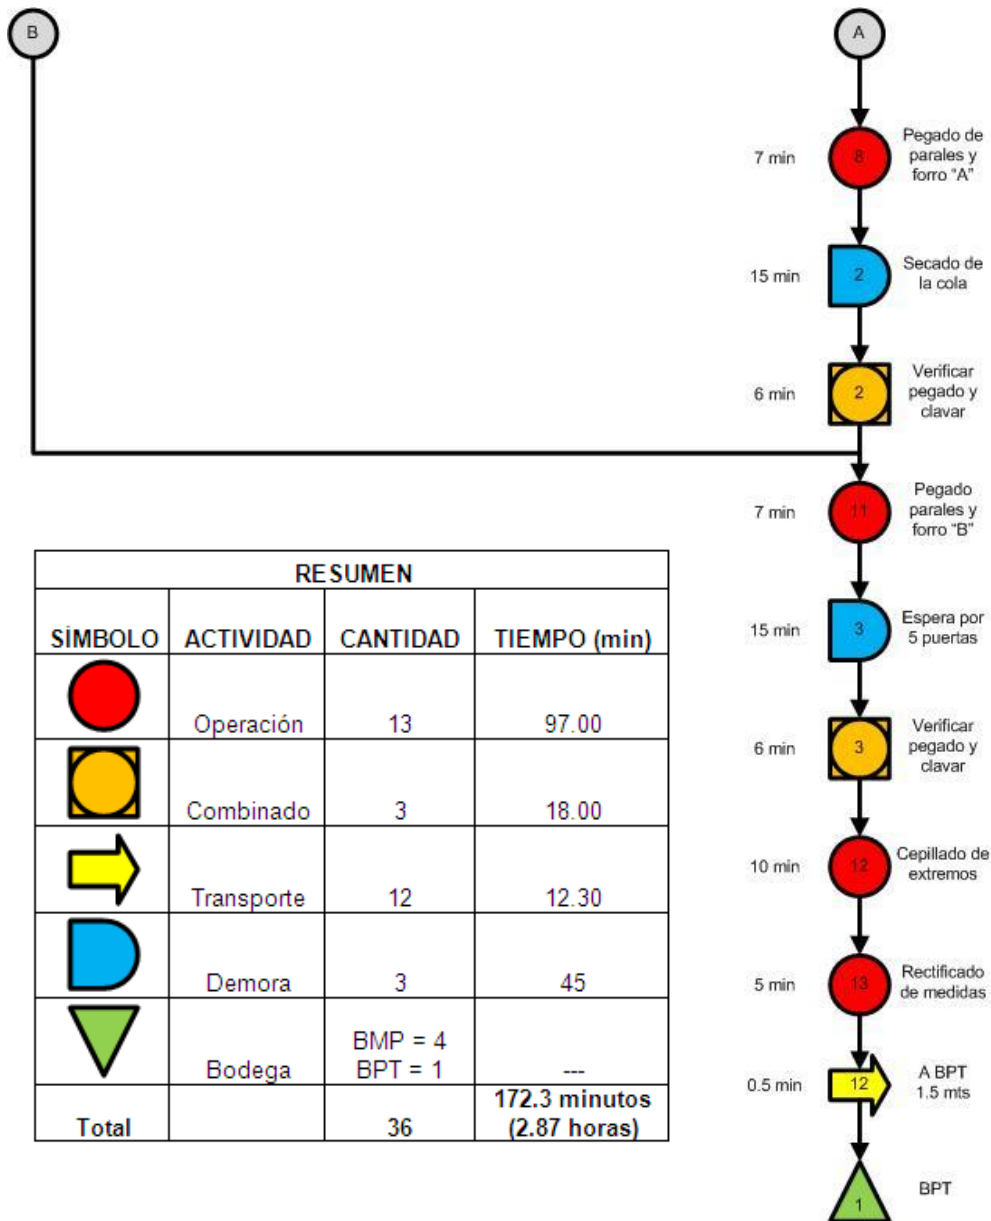 B
A
7 min
8
Pegado de
parales y
forro "A"
15 min
2
Secado de
la cola
6 min
2
Verificar
pegado y
clavar
7 min
11
Pegado
parales y
forro "B"
15 min
3
Espera por
5 puertas
6 min
3
Verificar
pegado y
clavar
10 min
12
Cepillado de
extremos
5 min
13
Rectificado
de medidas
0.5 min
12
A BPT
1.5 mts
1
BPT
RESUMEN
SÍMBOLO ACTIVIDAD CANTIDAD TIEMPO (min)
Operación 13 97.00
Combinado 3 18.00
Transporte 12 12.30
Demora 3 45
Bodega BMP = 4
BPT = 1 ---
Total 36 172.3 minutos
(2.87 horas)